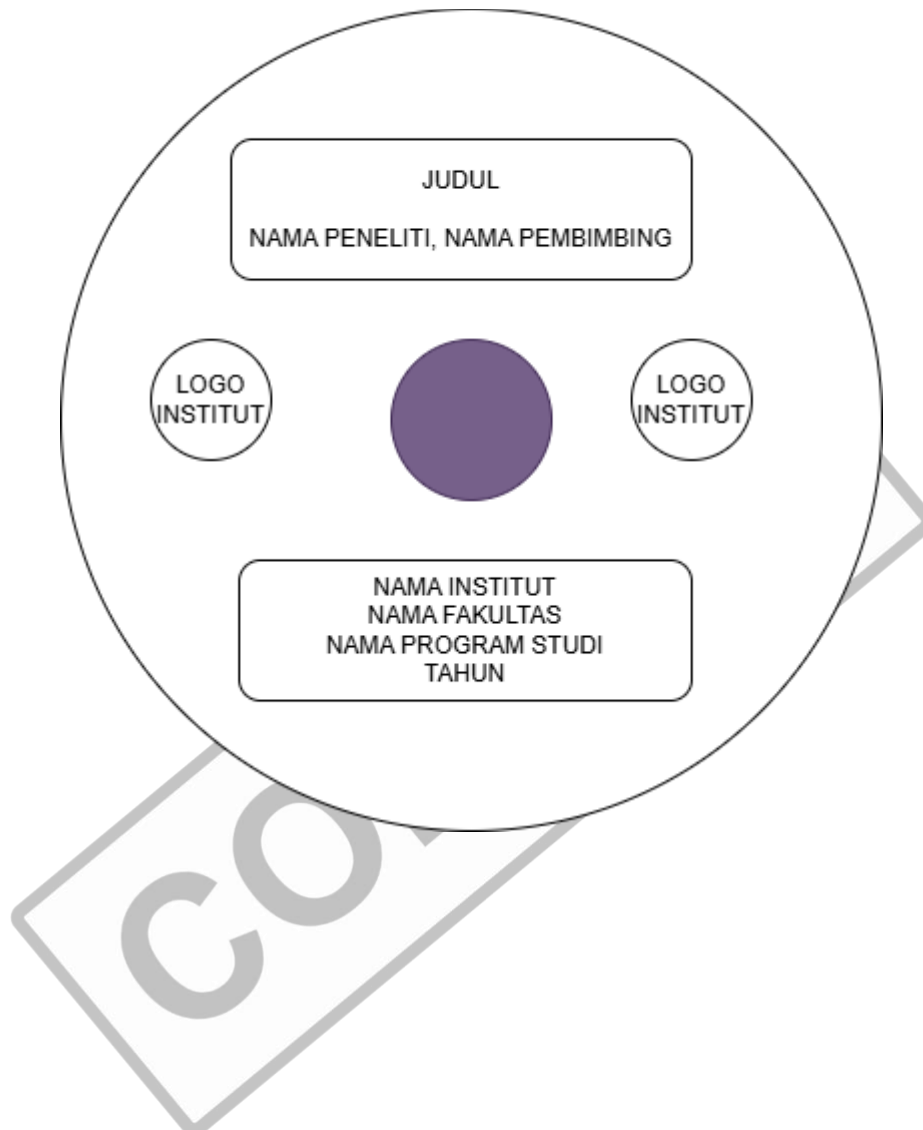 JUDUL
NAMA PENELITI, NAMA PEMBIMBING
LOGO
INSTITUT
LOGO
INSTITUT
NAMA INSTITUT
NAMA FAKULTAS
NAMA PROGRAM STUDI
TAHUN